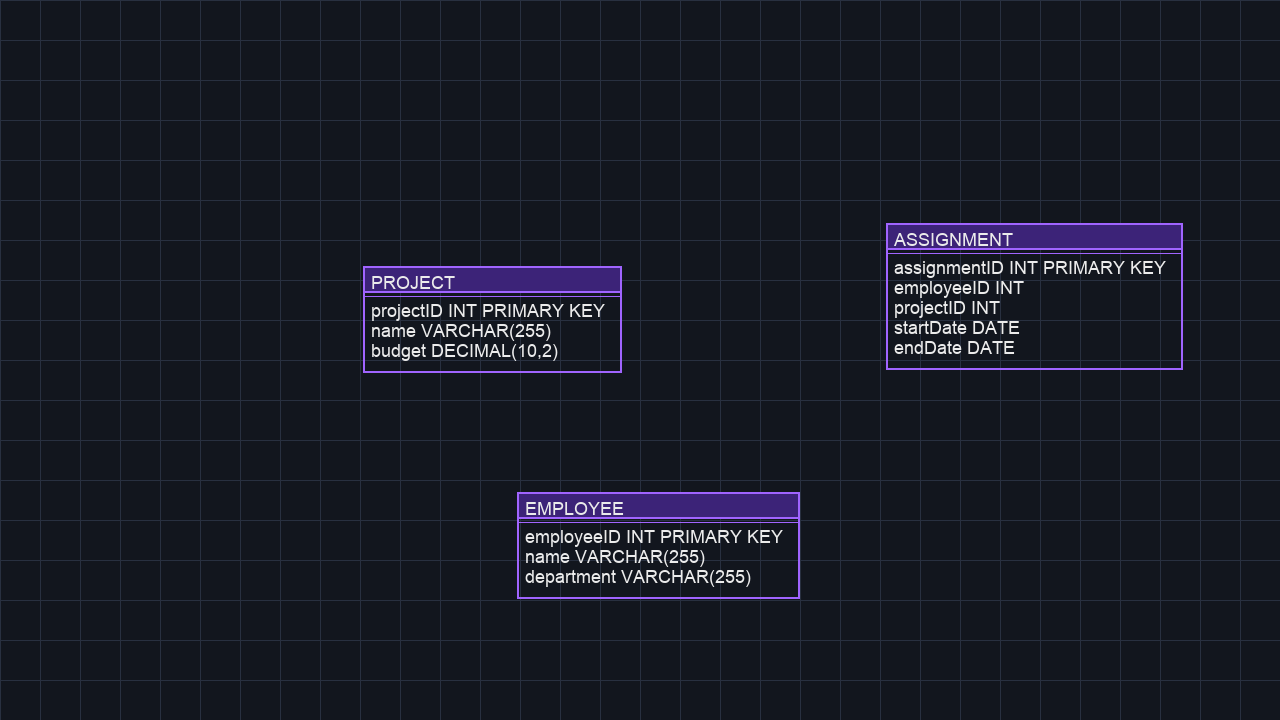 PROJECT
projectID INT PRIMARY KEY
name VARCHAR(255)
budget DECIMAL(10,2)
ASSIGNMENT
assignmentID INT PRIMARY KEY
employeeID INT
projectID INT
startDate DATE
endDate DATE
EMPLOYEE
employeeID INT PRIMARY KEY
name VARCHAR(255)
department VARCHAR(255)